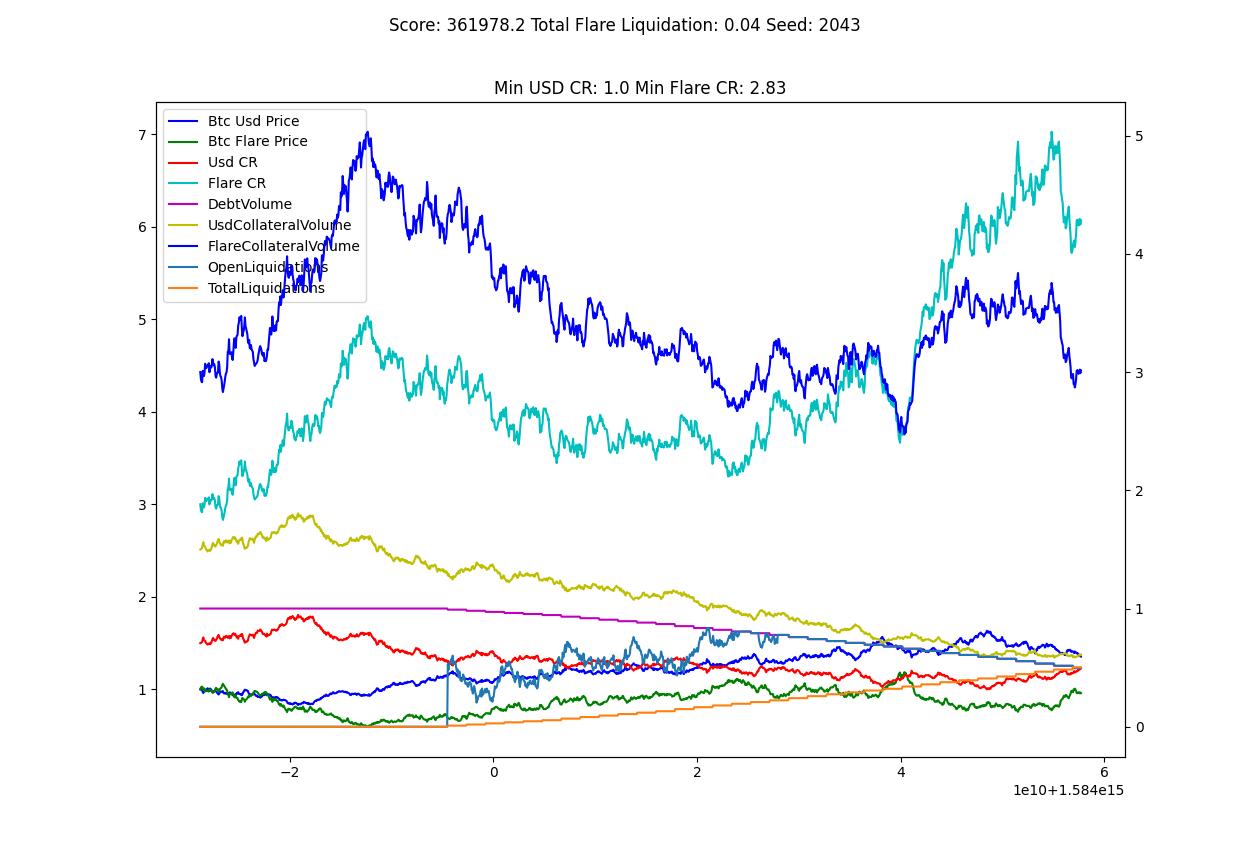 Score: 361978.2 Total Flare Liquidation: 0.04 Seed: 2043
Min USD CR: 1.0 Min Flare CR: 2.83
Btc Usd Price
Btc Flare Price
Usd CR
Flare CR
DebtVolume
UsdCollateralVolume
FlareCollateralVolume
OpenLiquidations
TotalLiquidations
7
6
5
4
3
2
1
5
4
3
2
1
0
−2
0
2
4
6
1e10+1.584e15